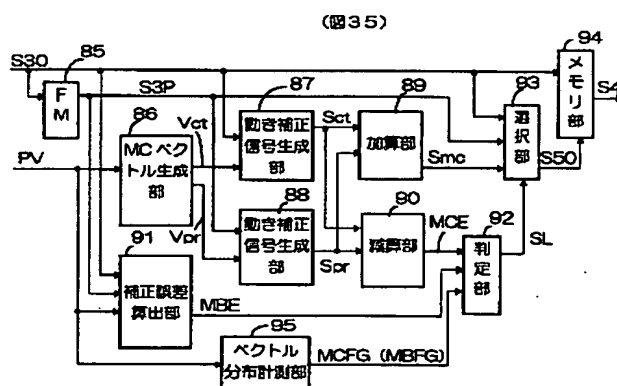 (図35)
S30
85
FM
S3P
PV
86
MC ベク
トル生成
部
Vct
Vpr
87
動き補正
信号生成
部
88
動き補正
信号生成
部
Sct
Spr
89
加算部
Smc
90
減算部
MCE
91
補正誤差
算出部
MBE
92
判定部
SL
93
選択部
S50
94
メモリ部
95
ベクトル
分布計測部
MCFG (MBFG)